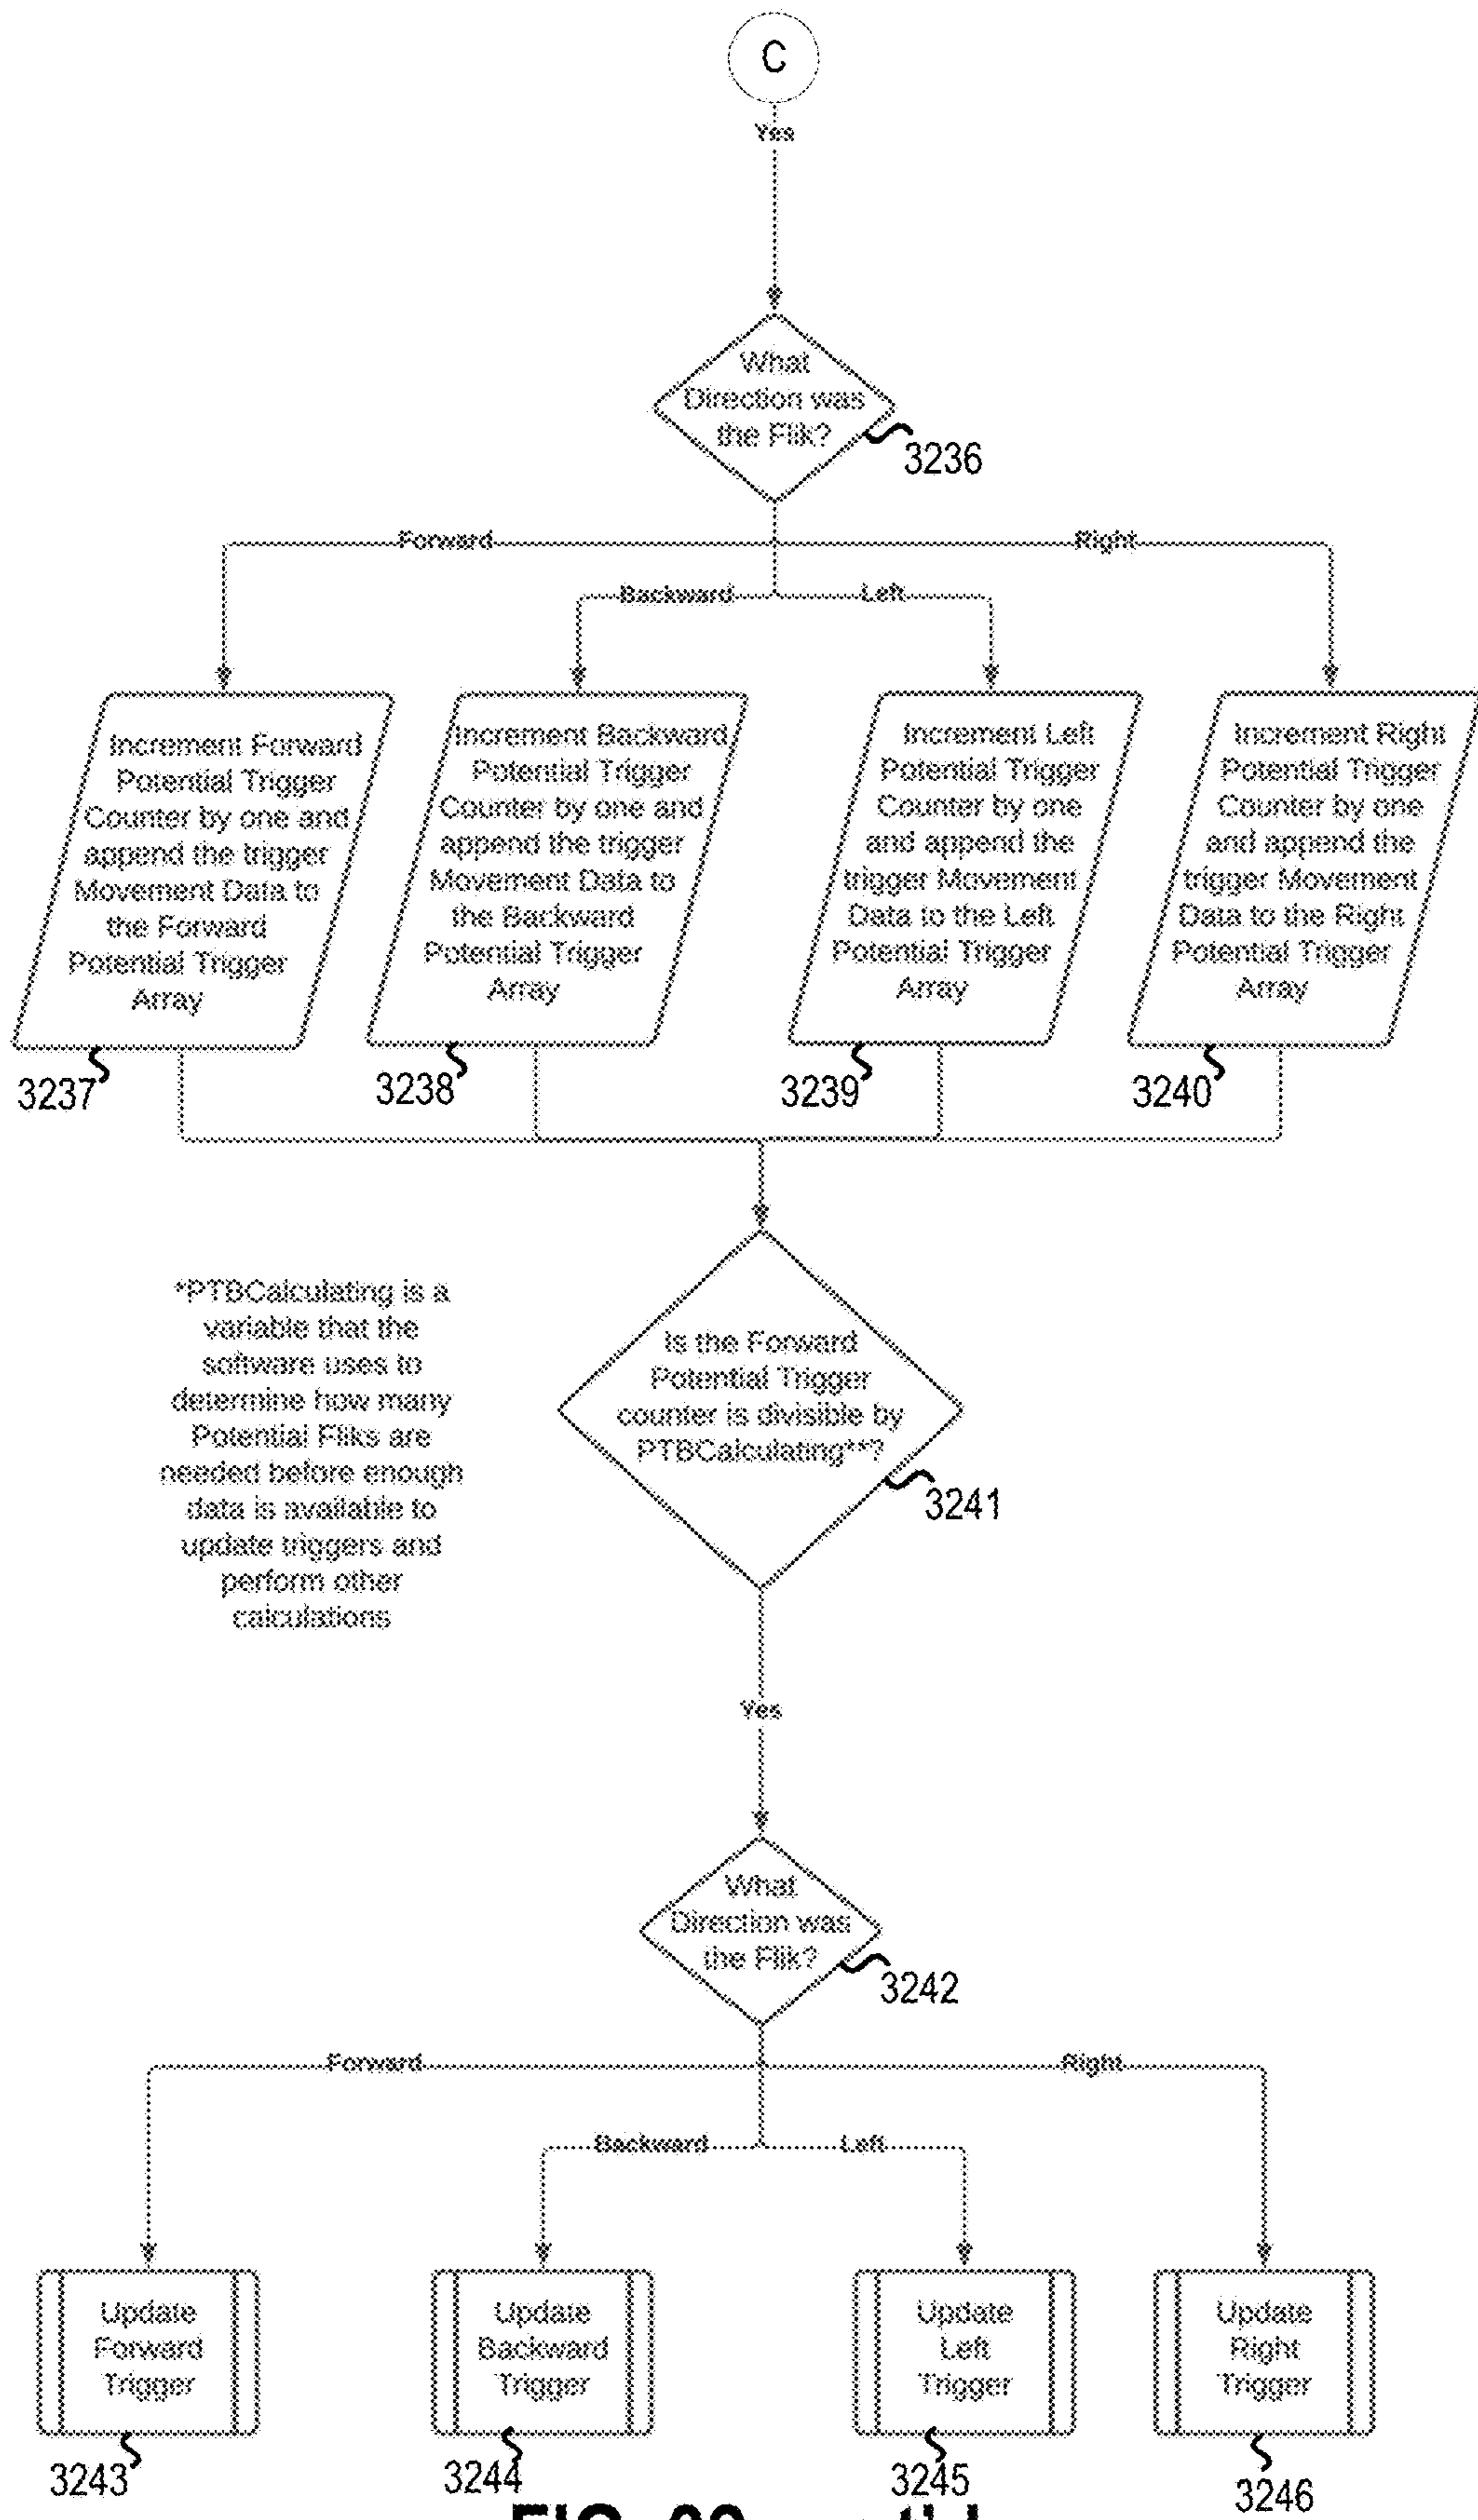 C
Yes
What
Direction was
the Flik?
3236
Forward
Right
Backward
Left
Increment Forward
Potential Trigger
Counter by one and
append the trigger
Movement Data to
the Forward
Potential Trigger
Array
3237
Increment Backward
Potential Trigger
Counter by one and
append the trigger
Movement Data to
the Backward
Potential Trigger
Array
3238
Increment Left
Potential Trigger
Counter by one
and append the
trigger Movement
Data to the Left
Potential Trigger
Array
3239
Increment Right
Potential Trigger
Counter by one
and append the
trigger Movement
Data to the Right
Potential Trigger
Array
3240
*PTBCalculating is a
variable that the
software uses to
determine how many
Potential Fliks are
needed before enough
data is available to
update triggers and
perform other
calculations
Is the Forward
Potential Trigger
counter is divisible by
PTBCalculating**?
3241
Yes
What
Direction was
the Flik?
3242
Forward
Right
Backward
Left
Update
Forward
Trigger
3243
Update
Backward
Trigger
3244
Update
Left
Trigger
3245
Update
Right
Trigger
3246